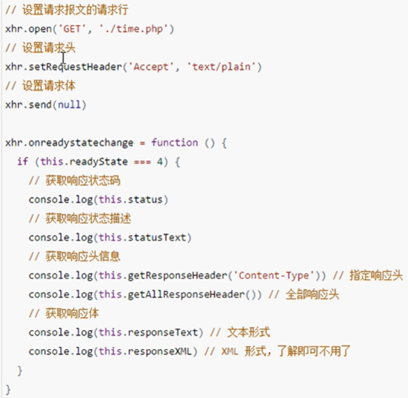 // 设置请求报文的请求行
xhr.open('GET', './time.php')
// 设置请求头
xhr.setRequestHeader('Accept', 'text/plain')
// 设置请求体
xhr.send(null)
xhr.onreadystatechange = function () {
if (this.readyState === 4) {
// 获取响应状态码
console.log(this.status)
// 获取响应状态描述
console.log(this.statusText)
// 获取响应头信息
console.log(this.getResponseHeader('Content-Type')) // 指定响应头
console.log(this.getAllResponseHeader()) // 全部响应头
// 获取响应体
console.log(this.responseText) // 文本形式
console.log(this.responseXML) // XML 形式，了解即可不用了
}
}